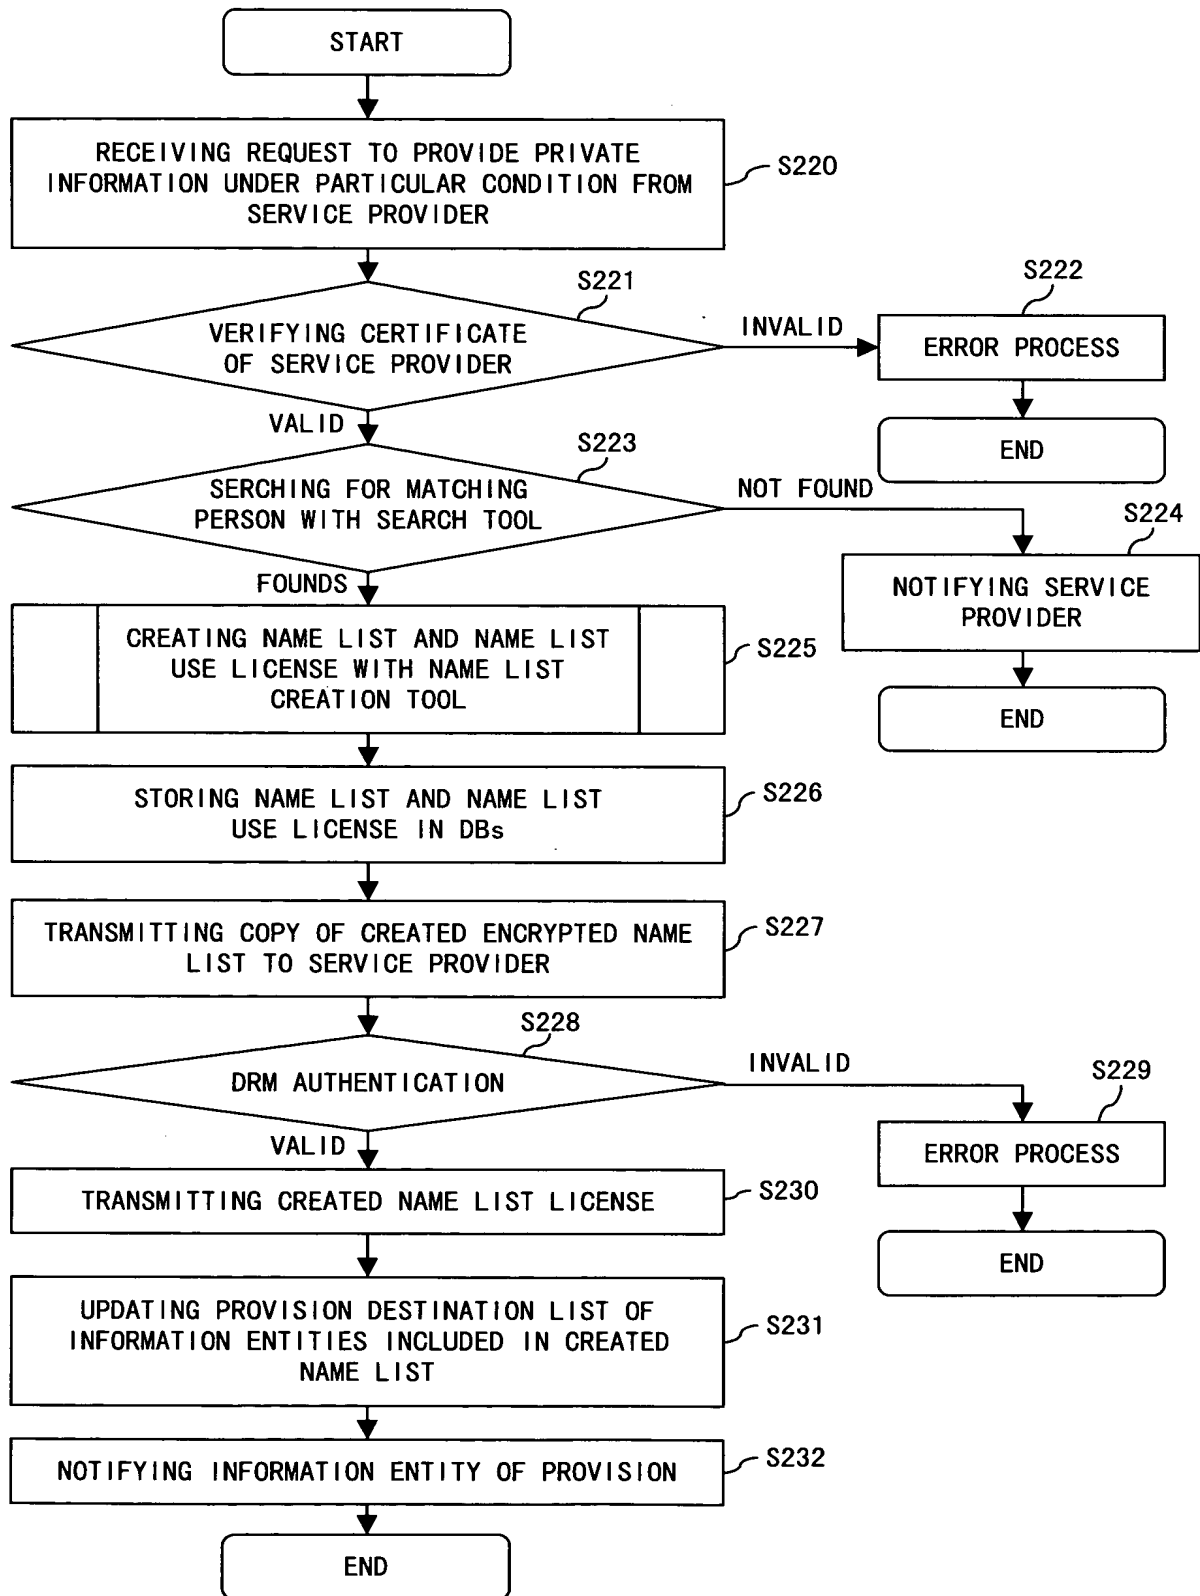 START
RECEIVING REQUEST TO PROVIDE PRIVATE
INFORMATION UNDER PARTICULAR CONDITION FROM
SERVICE PROVIDER
S220
VERIFYING CERTIFICATE
OF SERVICE PROVIDER
S221
INVALID
S222
ERROR PROCESS
END
VALID
SERCHING FOR MATCHING
PERSON WITH SEARCH TOOL
S223
NOT FOUND
S224
NOTIFYING SERVICE
PROVIDER
END
FOUNDS
CREATING NAME LIST AND NAME LIST
USE LICENSE WITH NAME LIST
CREATION TOOL
S225
STORING NAME LIST AND NAME LIST
USE LICENSE IN DBs
S226
TRANSMITTING COPY OF CREATED ENCRYPTED NAME
LIST TO SERVICE PROVIDER
S227
DRM AUTHENTICATION
S228
INVALID
S229
ERROR PROCESS
END
VALID
TRANSMITTING CREATED NAME LIST LICENSE
S230
UPDATING PROVISION DESTINATION LIST OF
INFORMATION ENTITIES INCLUDED IN CREATED
NAME LIST
S231
NOTIFYING INFORMATION ENTITY OF PROVISION
S232
END